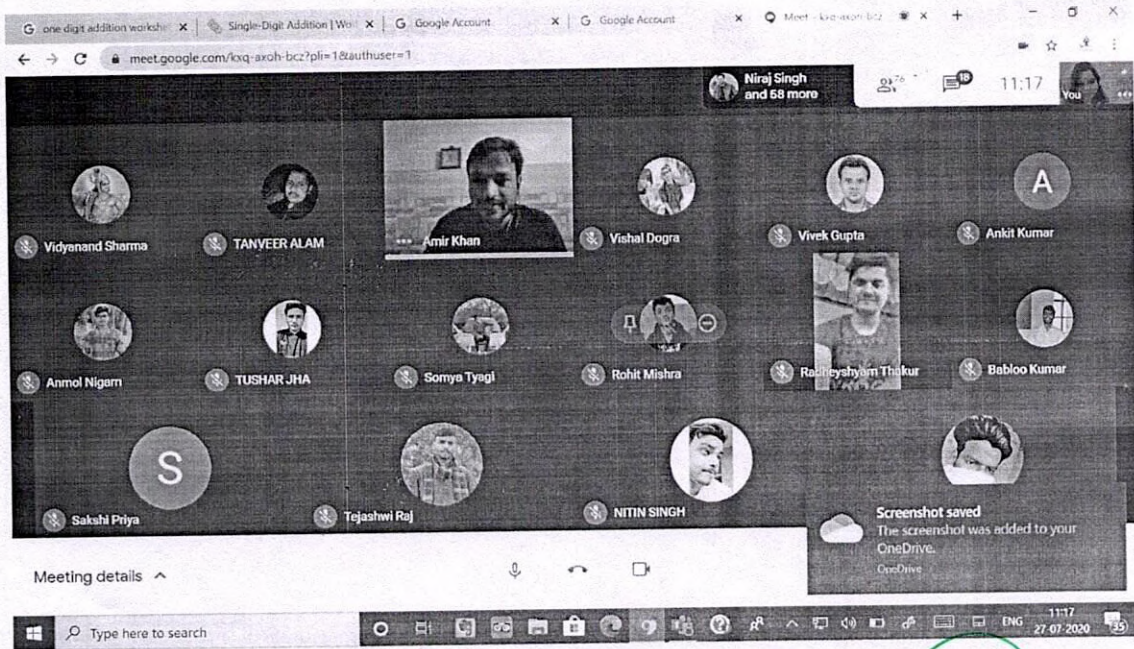 one digit addition workshe
Single-Digit Addition | Wo
Google Account
Google Account
Meet -
meet.google.com/kxq-axoh-bcz?pli=1&authuser=1
Niraj Singh
and 58 more
76
18
11:17
You
Vidyanand Sharma
TANVEER ALAM
Amir Khan
Vishal Dogra
Vivek Gupta
A
Ankit Kumar
Anmol Nigam
TUSHAR JHA
Somya Tyagi
Rohit Mishra
Radheyshyam Thakur
Babloo Kumar
S
Sakshi Priya
Tejashwi Raj
NITIN SINGH
Screenshot saved
The screenshot was added to your
OneDrive.
OneDrive
Meeting details
Type here to search
ENG
11:17
27-07-2020
35